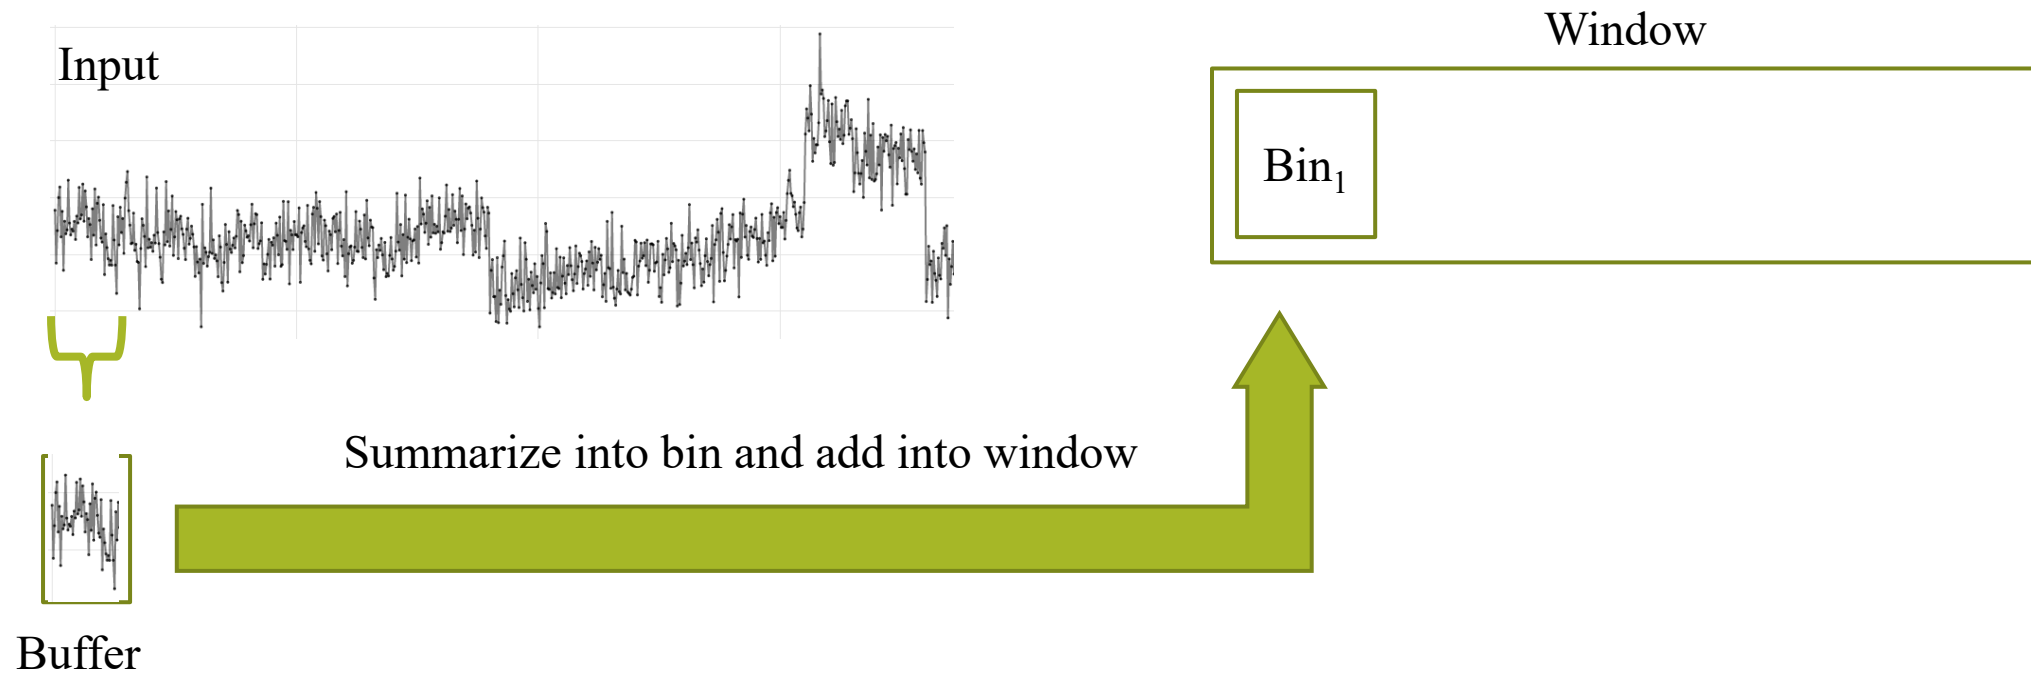 Window
Input
Bin₁
Summarize into bin and add into window
Buffer